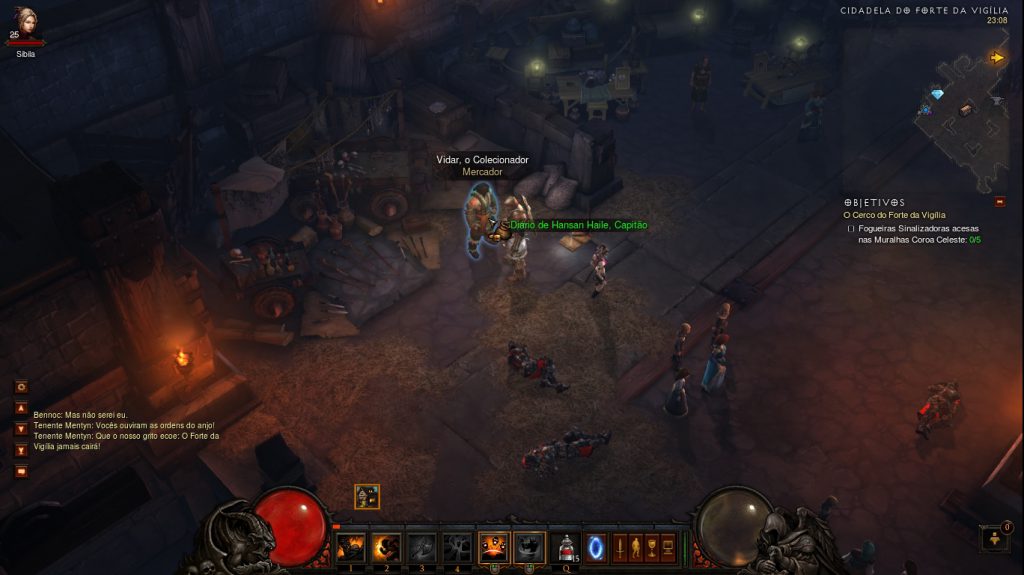 CIDADELA DO FORTE DA VIGÍLIA
23:08
25
Sibila
Vidar, o Colecionador
Mercador
Diário de Hansan Haile, Capitão
OBJETIVOS
O Cerco do Forte da Vigília
Fogueiras Sinalizadoras acesas
nas Muralhas Coroa Celeste: 0/5
Bennoc: Mas não serei eu.
Tenente Mentyn: Vocês ouviram as ordens do anjo!
Tenente Mentyn: Que o nosso grito ecoe: O Forte da
Vigília jamais cairá!
15
0
1 2 3 4 Q